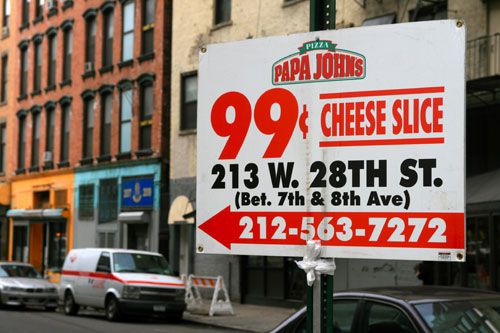 PIZZA
PAPA JOHNS
99¢ CHEESE SLICE
213 W. 28TH ST.
(Bet. 7th & 8th Ave)
212-563-7272